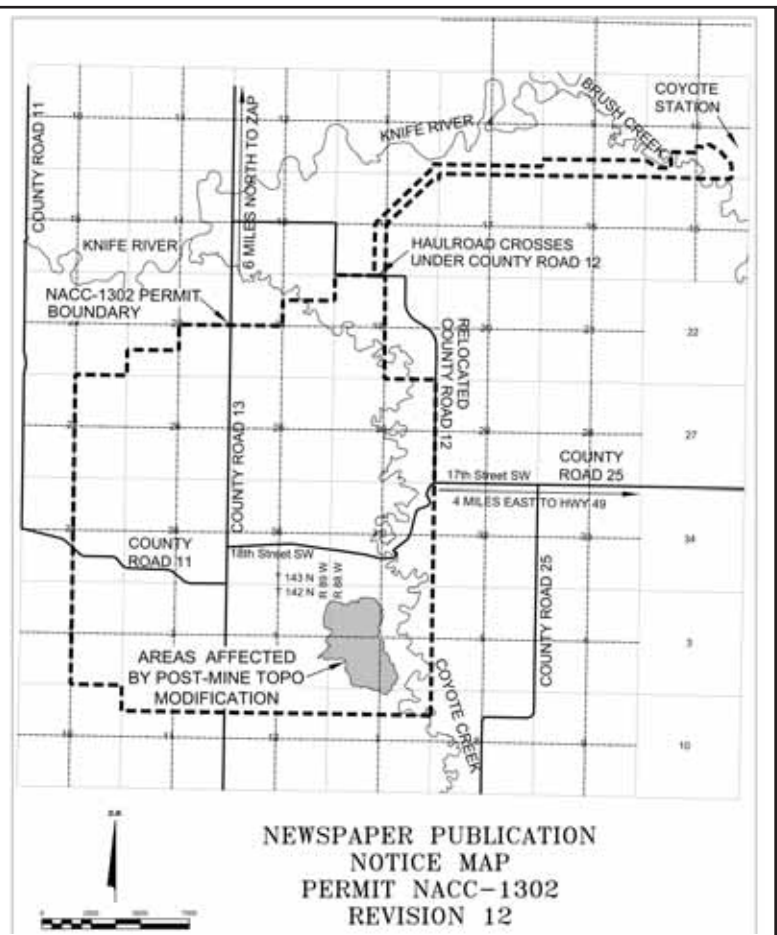 BRUSH CREEK
COYOTE
STATION
COUNTY ROAD 11
6 MILES NORTH TO ZAP
KNIFE RIVER
KNIFE RIVER
HAULROAD CROSSES
UNDER COUNTY ROAD 12
NACC-1302 PERMIT
BOUNDARY
RELOCATED
COUNTY ROAD 12
22
COUNTY ROAD 13
27
COUNTY
ROAD 25
17th Street SW
4 MILES EAST TO HWY 49
34
COUNTY
ROAD 11
18th Street SW
T 143 N
T 142 N
R 89 W
R 88 W
COUNTY ROAD 25
3
AREAS AFFECTED
BY POST-MINE TOPO
MODIFICATION
COYOTE CREEK
10
NEWSPAPER PUBLICATION
NOTICE MAP
PERMIT NACC-1302
REVISION 12